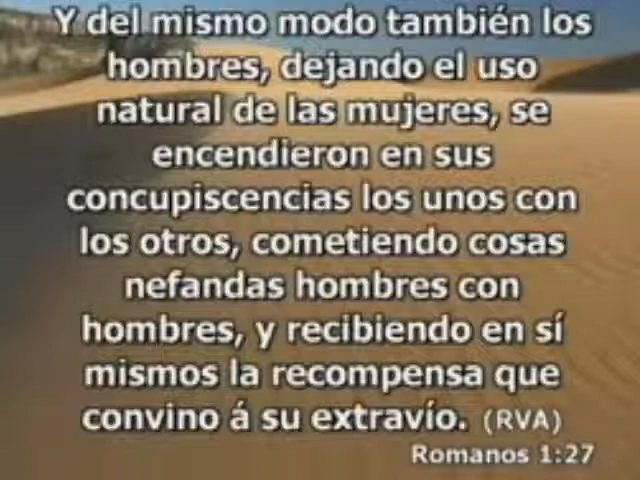 Y del mismo modo también los
hombres, dejando el uso
natural de las mujeres, se
encendieron en sus
concupiscencias los unos con
los otros, cometiendo cosas
nefandas hombres con
hombres, y recibiendo en sí
mismos la recompensa que
convino á su extravío. (RVA)
Romanos 1:27